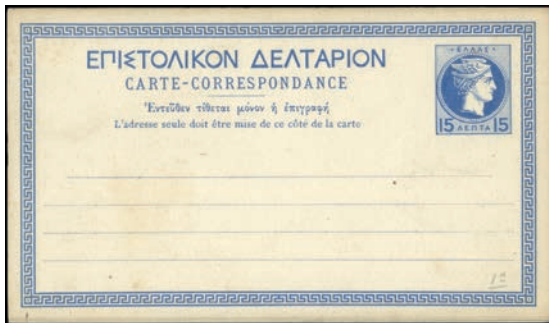 ΕΛΛΑΣ
ΕΠΙΣΤΟΛΙΚΟΝ ΔΕΛΤΑΡΙΟΝ
CARTE-CORRESPONDANCE
Ἐντεῦθεν τίθεται μόνον ἡ ἐπιγραφή
L'adresse seule doit être mise de ce côté de la carte
15 ΛΕΠΤΑ 15